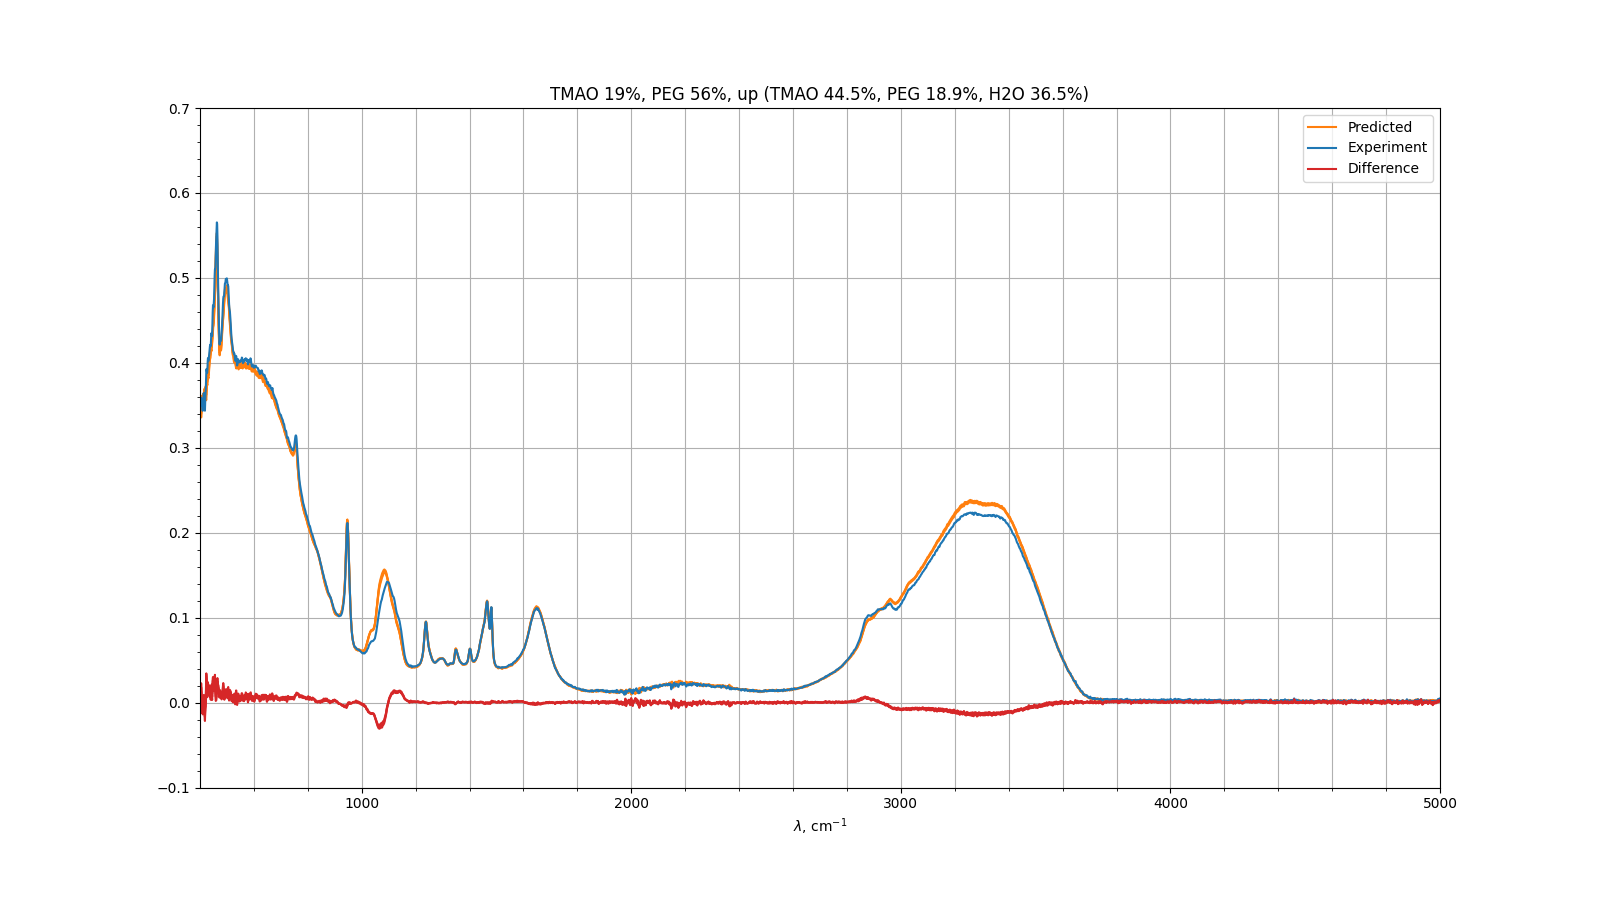 TMAO 19%, PEG 56%, up (TMAO 44.5%, PEG 18.9%, H2O 36.5%)
0.7
0.6
0.5
0.4
0.3
0.2
0.1
0.0
−0.1
Predicted
Experiment
Difference
1000 2000 3000 4000 5000
λ, cm⁻¹